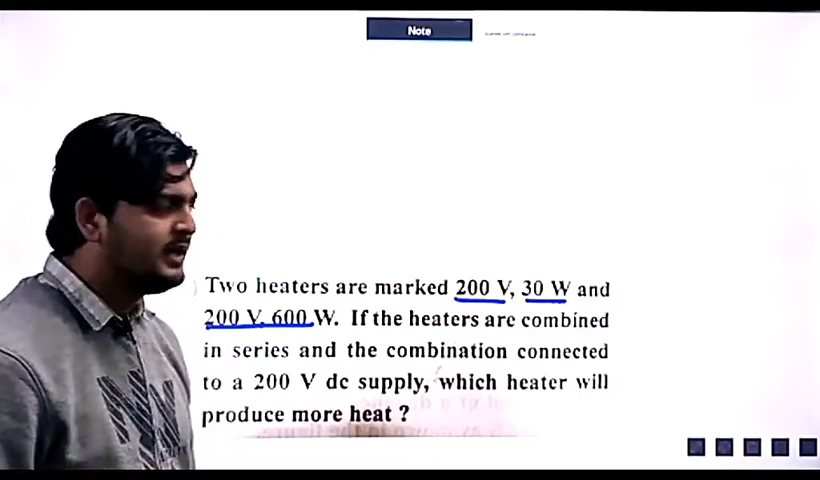 Note
Two heaters are marked 200 V, 30 W and
200 V, 600 W. If the heaters are combined
in series and the combination connected
to a 200 V dc supply, which heater will
produce more heat ?